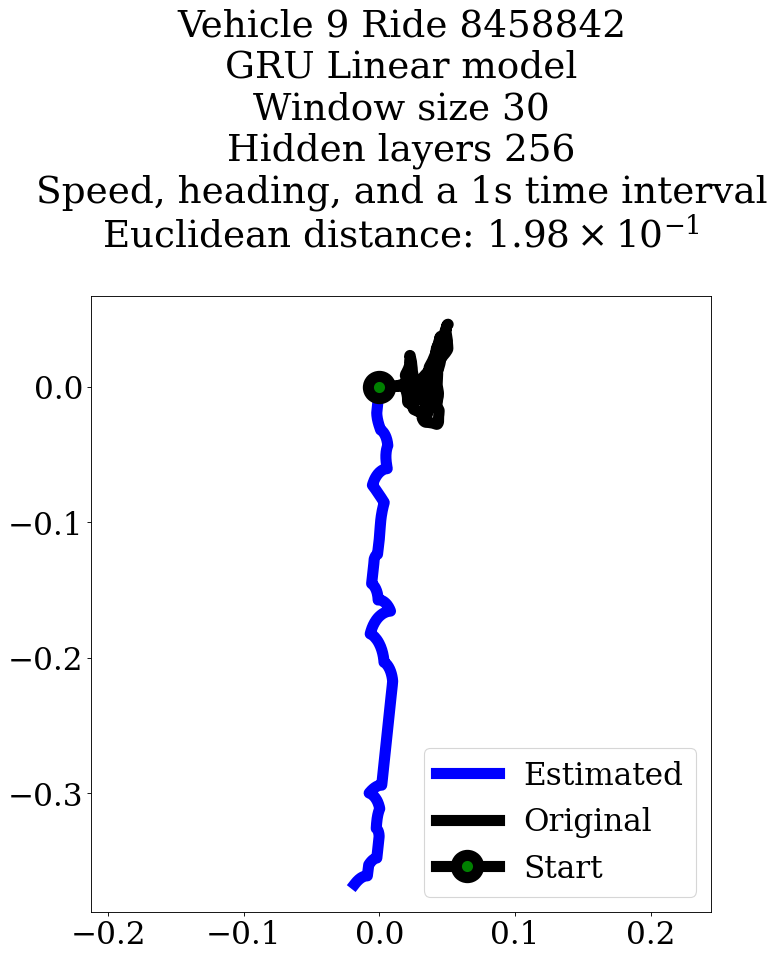 Vehicle 9 Ride 8458842
GRU Linear model
Window size 30
Hidden layers 256
Speed, heading, and a 1s time interval
Euclidean distance: 1.98 × 10⁻¹
0.0
−0.1
−0.2
−0.3
Estimated
Original
Start
−0.2 −0.1 0.0 0.1 0.2